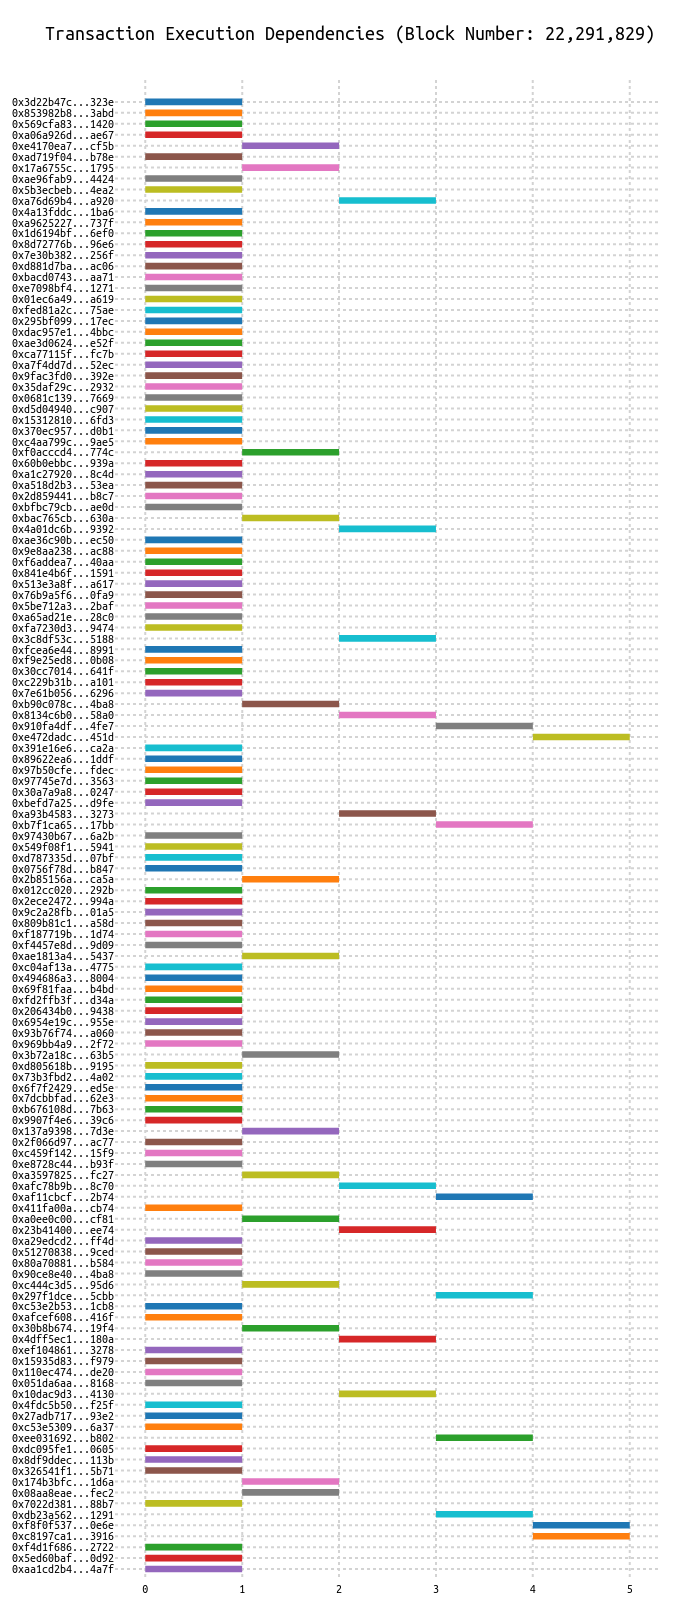 Transaction Execution Dependencies (Block Number: 22,291,829)
0x3d22b47c...323e
0x853982b8...3abd
0x569cfa83...1420
0xa06a926d...ae67
0xe4170ea7...cf5b
0xad719f04...b78e
0x17a6755c...1795
0xae96fab9...4424
0x5b3ecbeb...4ea2
0xa76d69b4...a920
0x4a13fddc...1ba6
0xa9625227...737f
0x1d6194bf...6ef0
0x8d72776b...96e6
0x7e30b382...256f
0xd881d7ba...ac06
0xbacd0743...aa71
0xe7098bf4...1271
0x01ec6a49...a619
0xfed81a2c...75ae
0x295bf099...17ec
0xdac957e1...4bbc
0xae3d0624...e52f
0xca77115f...fc7b
0xa7f4dd7d...52ec
0x9fac3fd0...392e
0x35daf29c...2932
0x0681c139...7669
0xd5d04940...c907
0x15312810...6fd3
0x370ec957...d0b1
0xc4aa799c...9ae5
0xf0acccd4...774c
0x60b0ebbc...939a
0xa1c27920...8c4d
0xa518d2b3...53ea
0x2d859441...b8c7
0xbfbc79cb...ae0d
0xbac765cb...630a
0x4a01dc6b...9392
0xae36c90b...ec50
0x9e8aa238...ac88
0xf6addea7...40aa
0x841e4b6f...1591
0x513e3a8f...a617
0x76b9a5f6...0fa9
0x5be712a3...2baf
0xa65ad21e...28c0
0xfa7230d3...9474
0x3c8df53c...5188
0xfcea6e44...8991
0xf9e25ed8...0b08
0x30cc7014...641f
0xc229b31b...a101
0x7e61b056...6296
0xb90c078c...4ba8
0x8134c6b0...58a0
0x910fa4df...4fe7
0xe472dadc...451d
0x391e16e6...ca2a
0x89622ea6...1ddf
0x97b50cfe...fdec
0x97745e7d...3563
0x30a7a9a8...0247
0xbefd7a25...d9fe
0xa93b4583...3273
0xb7f1ca65...17bb
0x97430b67...6a2b
0x549f08f1...5941
0xd787335d...07bf
0x0756f78d...b847
0x2b85156a...ca5a
0x012cc020...292b
0x2ece2472...994a
0x9c2a28fb...01a5
0x809b81c1...a58d
0xf187719b...1d74
0xf4457e8d...9d09
0xae1813a4...5437
0xc04af13a...4775
0x494686a3...8004
0x69f81faa...b4bd
0xfd2ffb3f...d34a
0x206434b0...9438
0x6954e19c...955e
0x93b76f74...a060
0x969bb4a9...2f72
0x3b72a18c...63b5
0xd805618b...9195
0x73b3fbd2...4a02
0x6f7f2429...ed5e
0x7dcbbfad...62e3
0xb676108d...7b63
0x9907f4e6...39c6
0x137a9398...7d3e
0x2f066d97...ac77
0xc459f142...15f9
0xe8728c44...b93f
0xa3597825...fc27
0xafc78b9b...8c70
0xaf11cbcf...2b74
0x411fa00a...cb74
0xa0ee0c00...cf81
0x23b41400...ee74
0xa29edcd2...ff4d
0x51270838...9ced
0x80a70881...b584
0x90ce8e40...4ba8
0xc444c3d5...95d6
0x297f1dce...5cbb
0xc53e2b53...1cb8
0xafcef608...416f
0x30b8b674...19f4
0x4dff5ec1...180a
0xef104861...3278
0x15935d83...f979
0x110ec474...de20
0x051da6aa...8168
0x10dac9d3...4130
0x4fdc5b50...f25f
0x27adb717...93e2
0xc53e5309...6a37
0xee031692...b802
0xdc095fe1...0605
0x8df9ddec...113b
0x326541f1...5b71
0x174b3bfc...1d6a
0x08aa8eae...fec2
0x7022d381...88b7
0xdb23a562...1291
0xf8f0f537...0e6e
0xc8197ca1...3916
0xf4d1f686...2722
0x5ed60baf...0d92
0xaa1cd2b4...4a7f
0 1 2 3 4 5